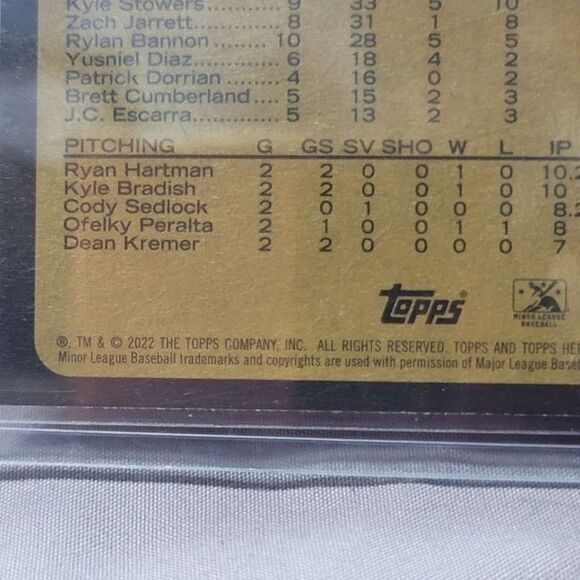 Kyle Stowers........ 9 33 5 10
Zach Jarrett......... 8 31 1 8
Rylan Bannon....... 10 28 5 5
Yusniel Diaz......... 6 18 4 2
Patrick Dorrian ..... 4 16 0 2
Brett Cumberland .... 5 15 2 3
J.C. Escarra............ 5 13 2 3
PITCHING G GS SV SHO W L IP
Ryan Hartman 2 2 0 0 1 0 10.2
Kyle Bradish 2 2 0 0 1 0 10
Cody Sedlock 2 0 1 0 0 0 8.2
Ofelky Peralta 2 1 0 0 1 1 8
Dean Kremer 2 2 0 0 0 0 7
Topps®
MINOR LEAGUE
BASEBALL
®, TM & © 2022 THE TOPPS COMPANY, INC. ALL RIGHTS RESERVED. TOPPS AND TOPPS HE
Minor League Baseball trademarks and copyrights are used with permission of Major League Baseb